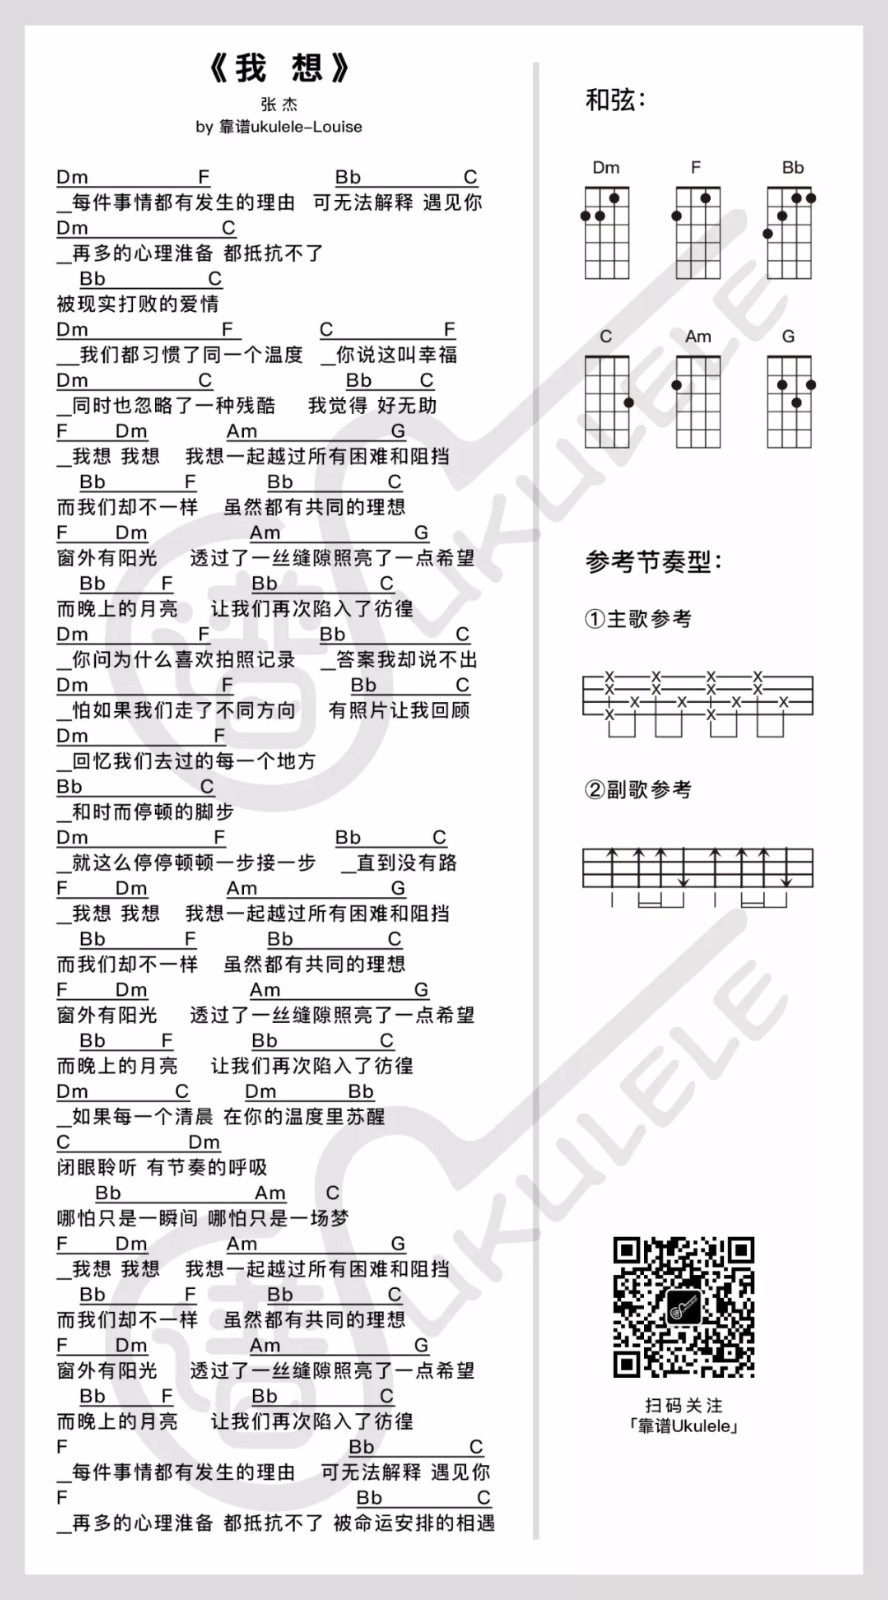 《我 想》
张杰
by 靠谱ukulele-Louise
Dm F Bb C
_每件事情都有发生的理由 可无法解释 遇见你
Dm C
_再多的心理淮备 都抵抗不了
Bb C
被现实打败的爱情
Dm F C F
__我们都习惯了同一个温度 _你说这叫幸福
Dm C Bb C
_同时也忽略了一种残酷 我觉得 好无助
F Dm Am G
_我想 我想 我想一起越过所有困难和阻挡
Bb F Bb C
而我们却不一样 虽然都有共同的理想
F Dm Am G
窗外有阳光 透过了一丝缝隙照亮了一点希望
Bb F Bb C
而晚上的月亮 让我们再次陷入了彷徨
Dm F Bb C
_你问为什么喜欢拍照记录 _答案我却说不出
Dm F Bb C
_怕如果我们走了不同方向 有照片让我回顾
Dm F
_回忆我们去过的每一个地方
Bb C
_和时而停顿的脚步
Dm F Bb C
_就这么停停顿顿一步接一步 _直到没有路
F Dm Am G
_我想 我想 我想一起越过所有困难和阻挡
Bb F Bb C
而我们却不一样 虽然都有共同的理想
F Dm Am G
窗外有阳光 透过了一丝缝隙照亮了一点希望
Bb F Bb C
而晚上的月亮 让我们再次陷入了彷徨
Dm C Dm Bb
_如果每一个清晨 在你的温度里苏醒
C Dm
闭眼聆听 有节奏的呼吸
Bb Am C
哪怕只是一瞬间 哪怕只是一场梦
F Dm Am G
_我想 我想 我想一起越过所有困难和阻挡
Bb F Bb C
而我们却不一样 虽然都有共同的理想
F Dm Am G
窗外有阳光 透过了一丝缝隙照亮了一点希望
Bb F Bb C
而晚上的月亮 让我们再次陷入了彷徨
F Bb C
_每件事情都有发生的理由 可无法解释 遇见你
F Bb C
_再多的心理淮备 都抵抗不了 被命运安排的相遇
和弦：
Dm F Bb
C Am G
参考节奏型：
①主歌参考
X X X X
X X X X
X X X X
X X
②副歌参考
扫码关注
「靠谱Ukulele」
谱 UKULELE
谱 UKULELE